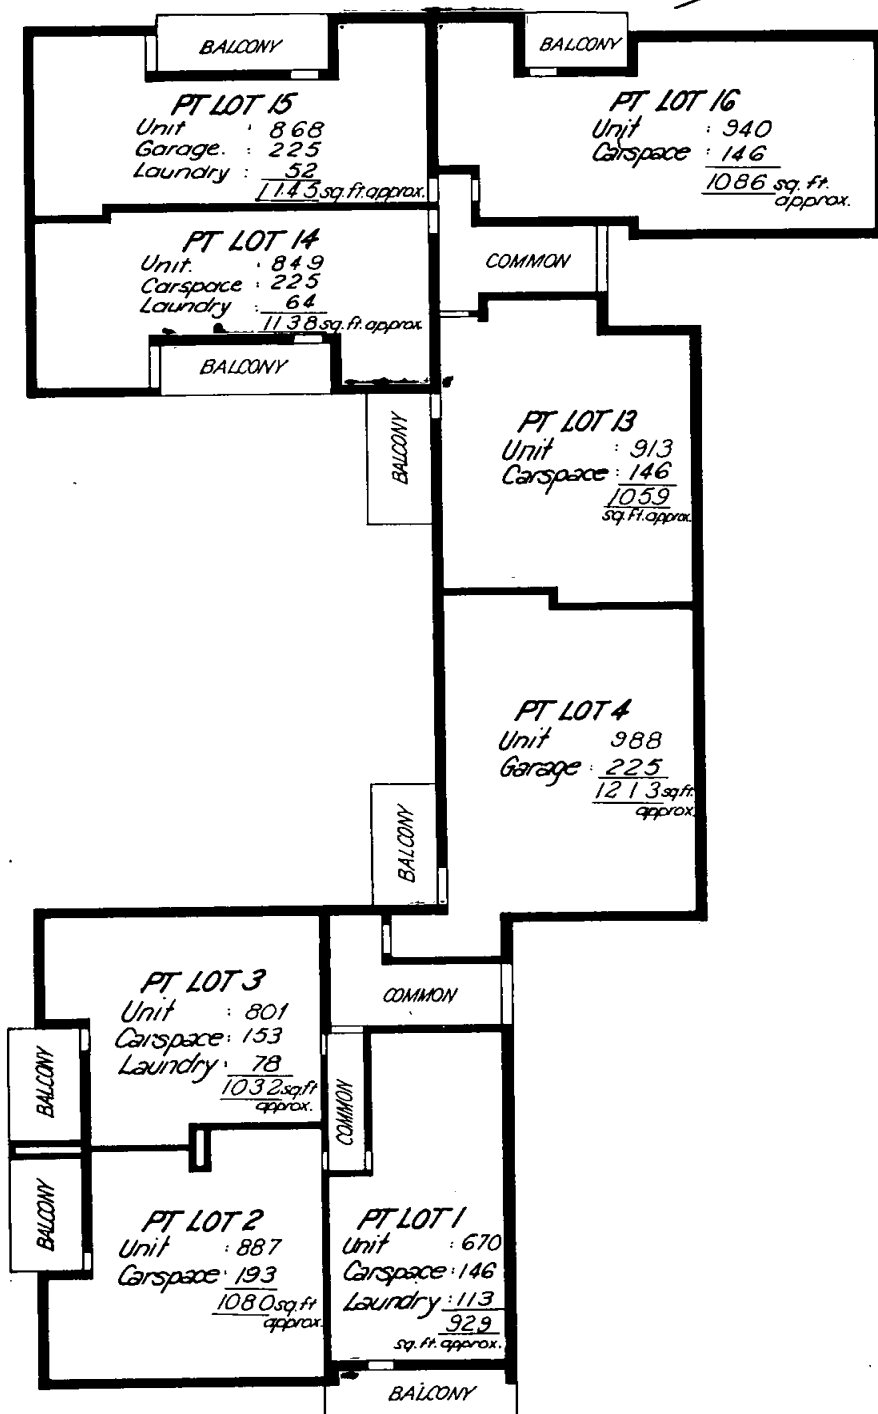 BALCONY
PT LOT 15
Unit : 868
Garage. : 225
Laundry : 52
1145 sq.ft.approx.
BALCONY
PT LOT 16
Unit : 940
Carspace : 146
1086 sq. ft.
approx.
PT LOT 14
Unit. : 849
Carspace : 225
Laundry : 64
1138 sq.ft.approx
BALCONY
COMMON
BALCONY
PT LOT 13
Unit : 913
Carspace : 146
1059
sq.ft.approx.
PT LOT 4
Unit 988
Garage : 225
1213 sq.ft.
approx.
BALCONY
PT LOT 3
Unit : 801
Carspace : 153
Laundry : 78
1032 sq.ft
approx.
COMMON
BALCONY
COMMON
BALCONY
PT LOT 2
Unit : 887
Carspace : 193
1080 sq.ft
approx.
PT LOT 1
Unit : 670
Carspace : 146
Laundry : 113
929
sq.ft.approx.
BALCONY